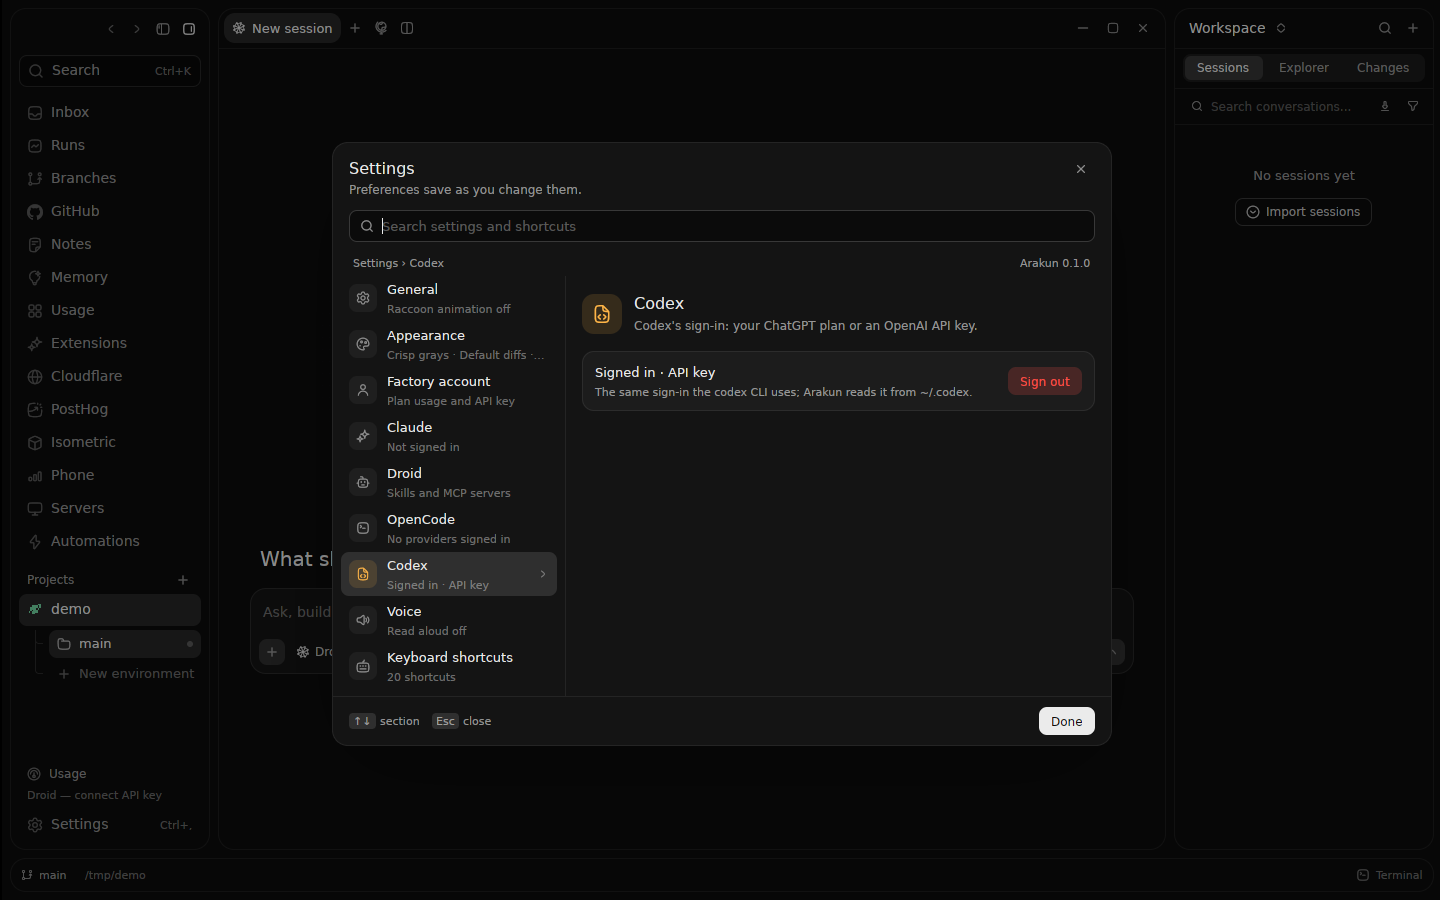 New session
Workspace
Search
Ctrl+K
Sessions
Explorer
Changes
Search conversations...
Inbox
Runs
Branches
GitHub
Notes
Memory
Usage
Extensions
Cloudflare
PostHog
Isometric
Phone
Servers
Automations
Projects
demo
main
New environment
Usage
Droid — connect API key
Settings
Ctrl+,
No sessions yet
Import sessions
What s
Ask, build
Dro
Settings
Preferences save as you change them.
Search settings and shortcuts
Settings › Codex
Arakun 0.1.0
General
Raccoon animation off
Appearance
Crisp grays · Default diffs ·...
Factory account
Plan usage and API key
Claude
Not signed in
Droid
Skills and MCP servers
OpenCode
No providers signed in
Codex
Signed in · API key
Voice
Read aloud off
Keyboard shortcuts
20 shortcuts
Codex
Codex's sign-in: your ChatGPT plan or an OpenAI API key.
Signed in · API key
The same sign-in the codex CLI uses; Arakun reads it from ~/.codex.
Sign out
↑↓ section
Esc close
Done
main
/tmp/demo
Terminal